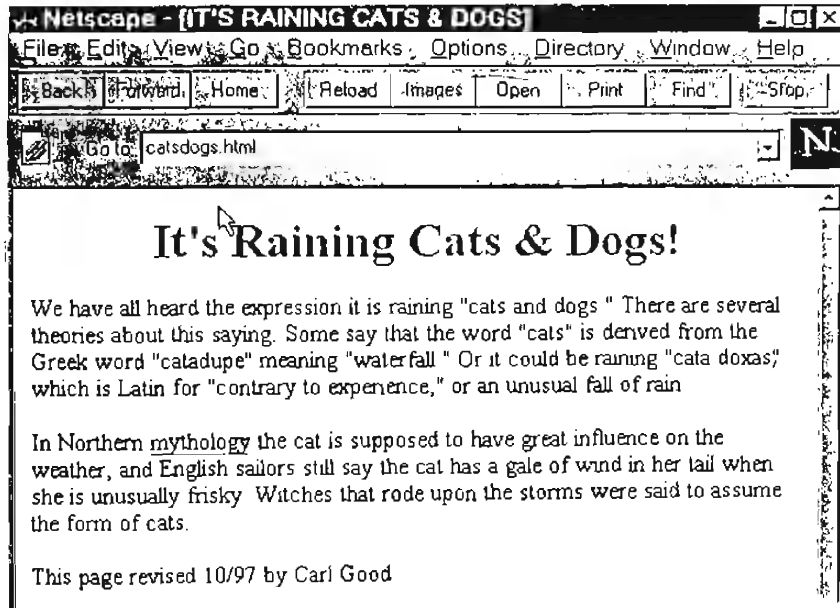 Netscape - [IT'S RAINING CATS & DOGS]
File Edit View Go Bookmarks Options Directory Window Help
Back Forward Home Reload Images Open Print Find Stop
Go to: catsdogs.html N
It's Raining Cats & Dogs!
We have all heard the expression it is raining "cats and dogs " There are several
theories about this saying. Some say that the word "cats" is derived from the
Greek word "catadupe" meaning "waterfall " Or it could be raining "cata doxas,"
which is Latin for "contrary to experience," or an unusual fall of rain
In Northern mythology the cat is supposed to have great influence on the
weather, and English sailors still say the cat has a gale of wind in her tail when
she is unusually frisky Witches that rode upon the storms were said to assume
the form of cats.
This page revised 10/97 by Carl Good